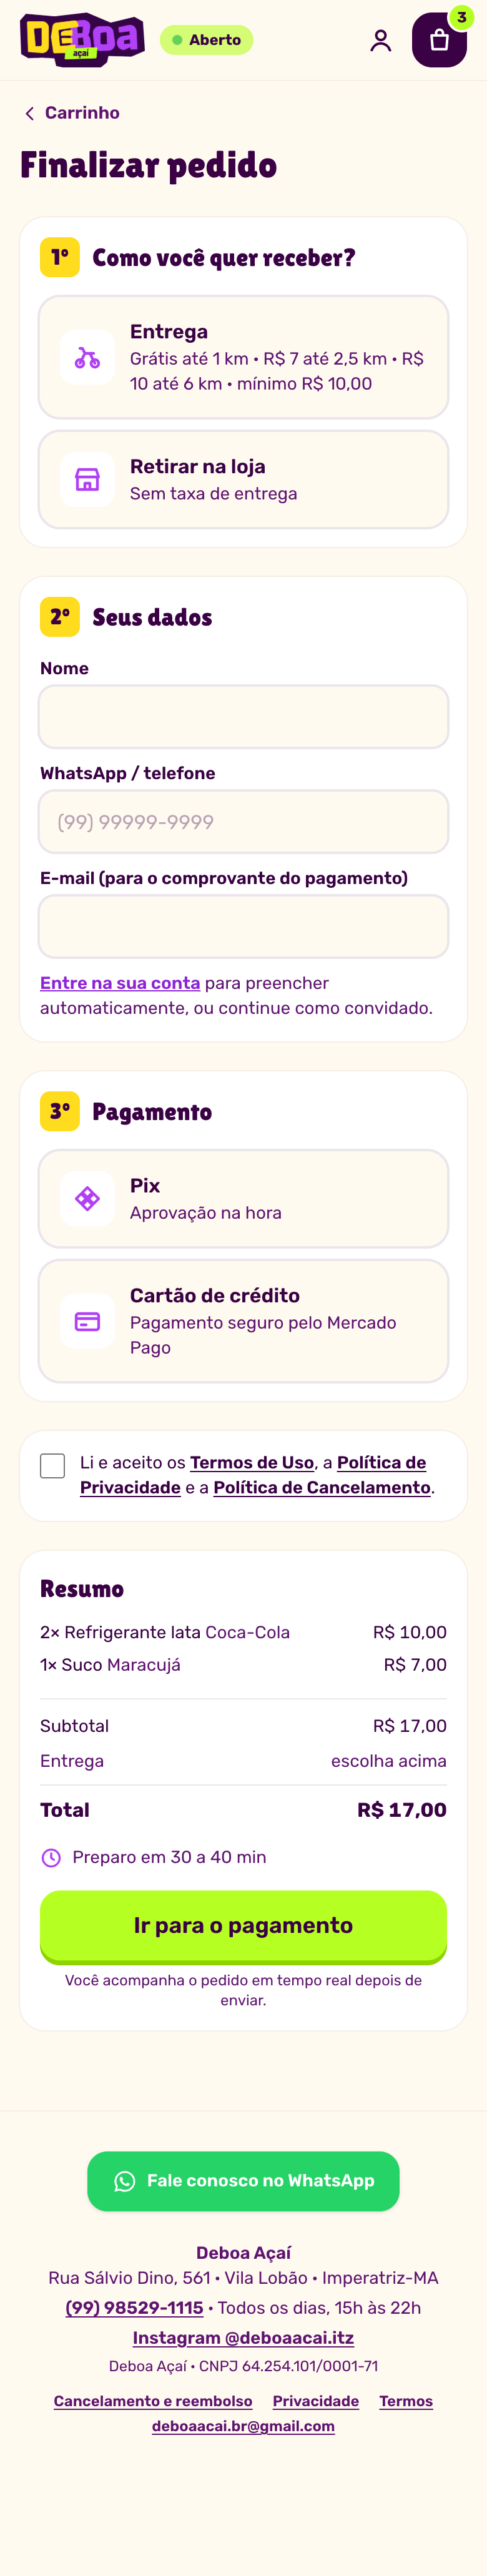 DEBoa
açaí
Aberto
3
Carrinho
Finalizar pedido
1º Como você quer receber?
Entrega
Grátis até 1 km • R$ 7 até 2,5 km • R$
10 até 6 km • mínimo R$ 10,00
Retirar na loja
Sem taxa de entrega
2º Seus dados
Nome
WhatsApp / telefone
(99) 99999-9999
E-mail (para o comprovante do pagamento)
Entre na sua conta para preencher
automaticamente, ou continue como convidado.
3º Pagamento
Pix
Aprovação na hora
Cartão de crédito
Pagamento seguro pelo Mercado
Pago
Li e aceito os Termos de Uso, a Política de
Privacidade e a Política de Cancelamento.
Resumo
2× Refrigerante lata Coca-Cola R$ 10,00
1× Suco Maracujá R$ 7,00
Subtotal R$ 17,00
Entrega escolha acima
Total R$ 17,00
Preparo em 30 a 40 min
Ir para o pagamento
Você acompanha o pedido em tempo real depois de
enviar.
Fale conosco no WhatsApp
Deboa Açaí
Rua Sálvio Dino, 561 • Vila Lobão • Imperatriz-MA
(99) 98529-1115 • Todos os dias, 15h às 22h
Instagram @deboaacai.itz
Deboa Açaí • CNPJ 64.254.101/0001-71
Cancelamento e reembolso Privacidade Termos
deboaacai.br@gmail.com